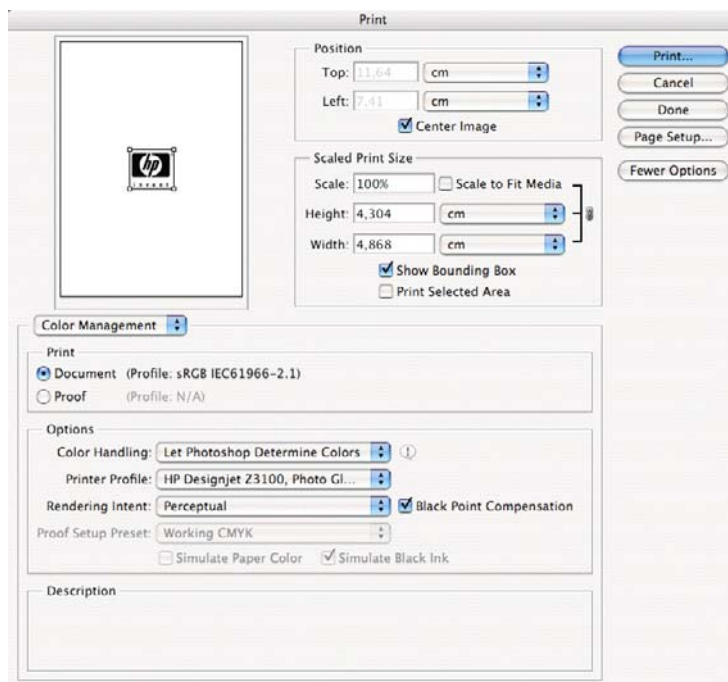 Print
Position
Top: 11,64 cm
Left: 7,41 cm
Center Image
Print...
Cancel
Done
Page Setup...
Fewer Options
hp
invent
Scaled Print Size
Scale: 100% Scale to Fit Media
Height: 4,304 cm
Width: 4,868 cm
Show Bounding Box
Print Selected Area
Color Management
Print
Document (Profile: sRGB IEC61966-2.1)
Proof (Profile: N/A)
Options
Color Handling: Let Photoshop Determine Colors
Printer Profile: HP Designjet Z3100, Photo Gl...
Rendering Intent: Perceptual Black Point Compensation
Proof Setup Preset: Working CMYK
Simulate Paper Color Simulate Black Ink
Description